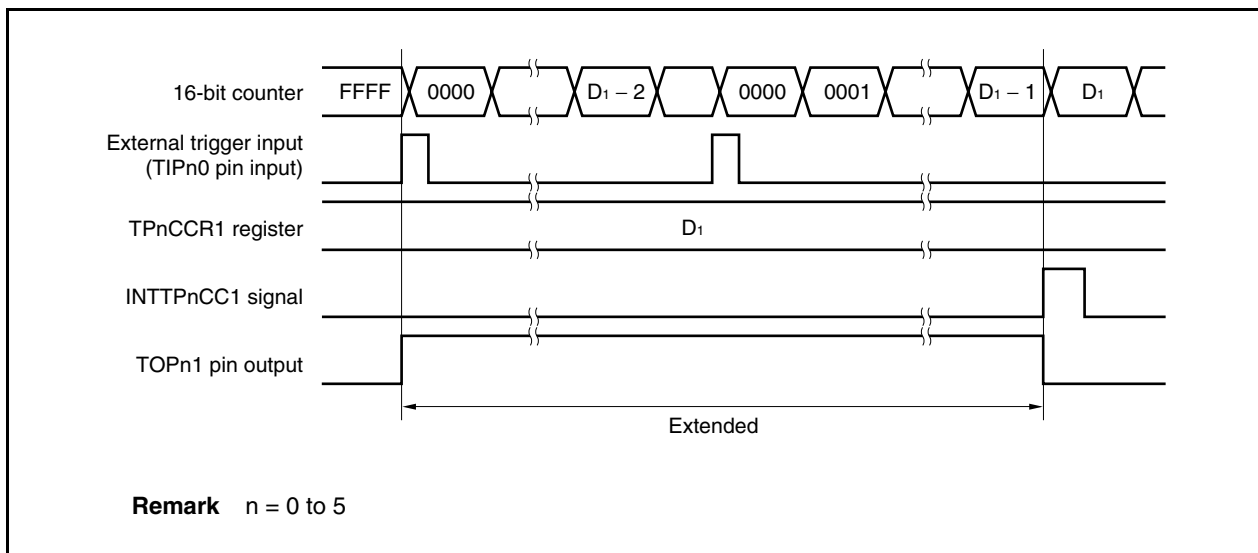 16-bit counter FFFF 0000 D₁ – 2 0000 0001 D₁ – 1 D₁
External trigger input
(TIPn0 pin input)
TPnCCR1 register D₁
INTTPnCC1 signal
TOPn1 pin output
Extended
Remark n = 0 to 5